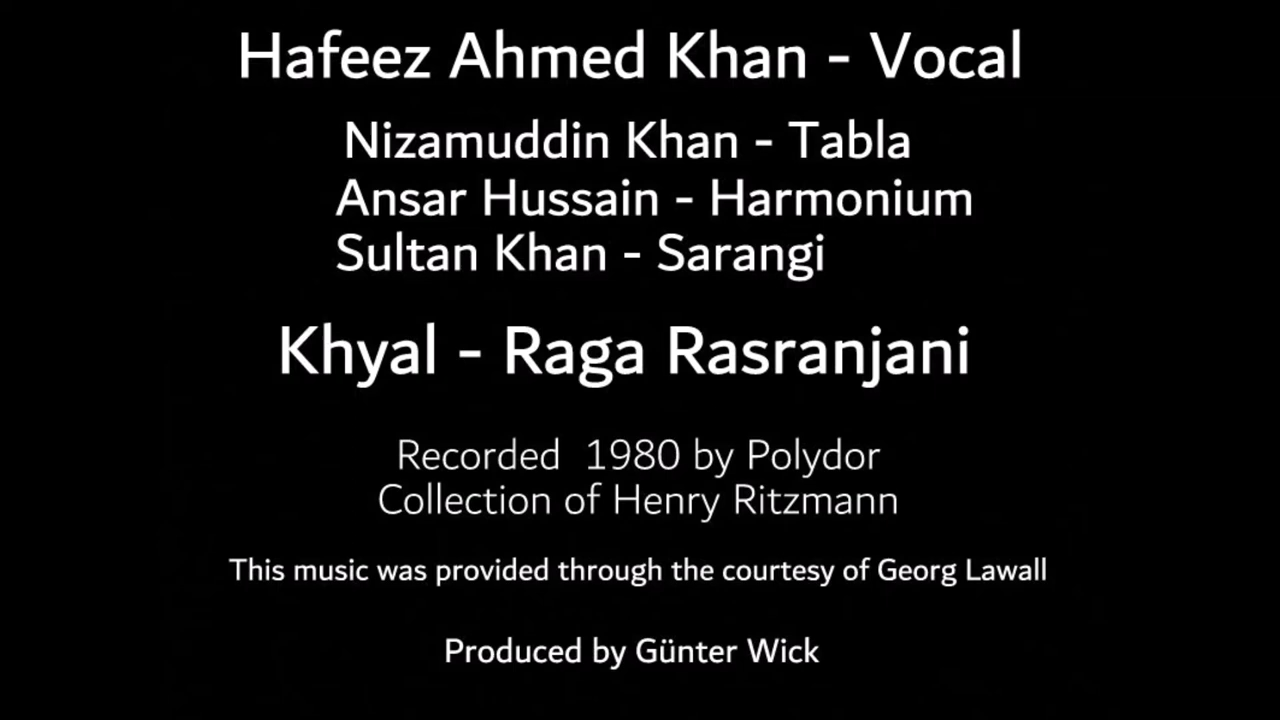 Hafeez Ahmed Khan - Vocal
Nizamuddin Khan - Tabla
Ansar Hussain - Harmonium
Sultan Khan - Sarangi
Khyal - Raga Rasranjani
Recorded 1980 by Polydor
Collection of Henry Ritzmann
This music was provided through the courtesy of Georg Lawall
Produced by Günter Wick